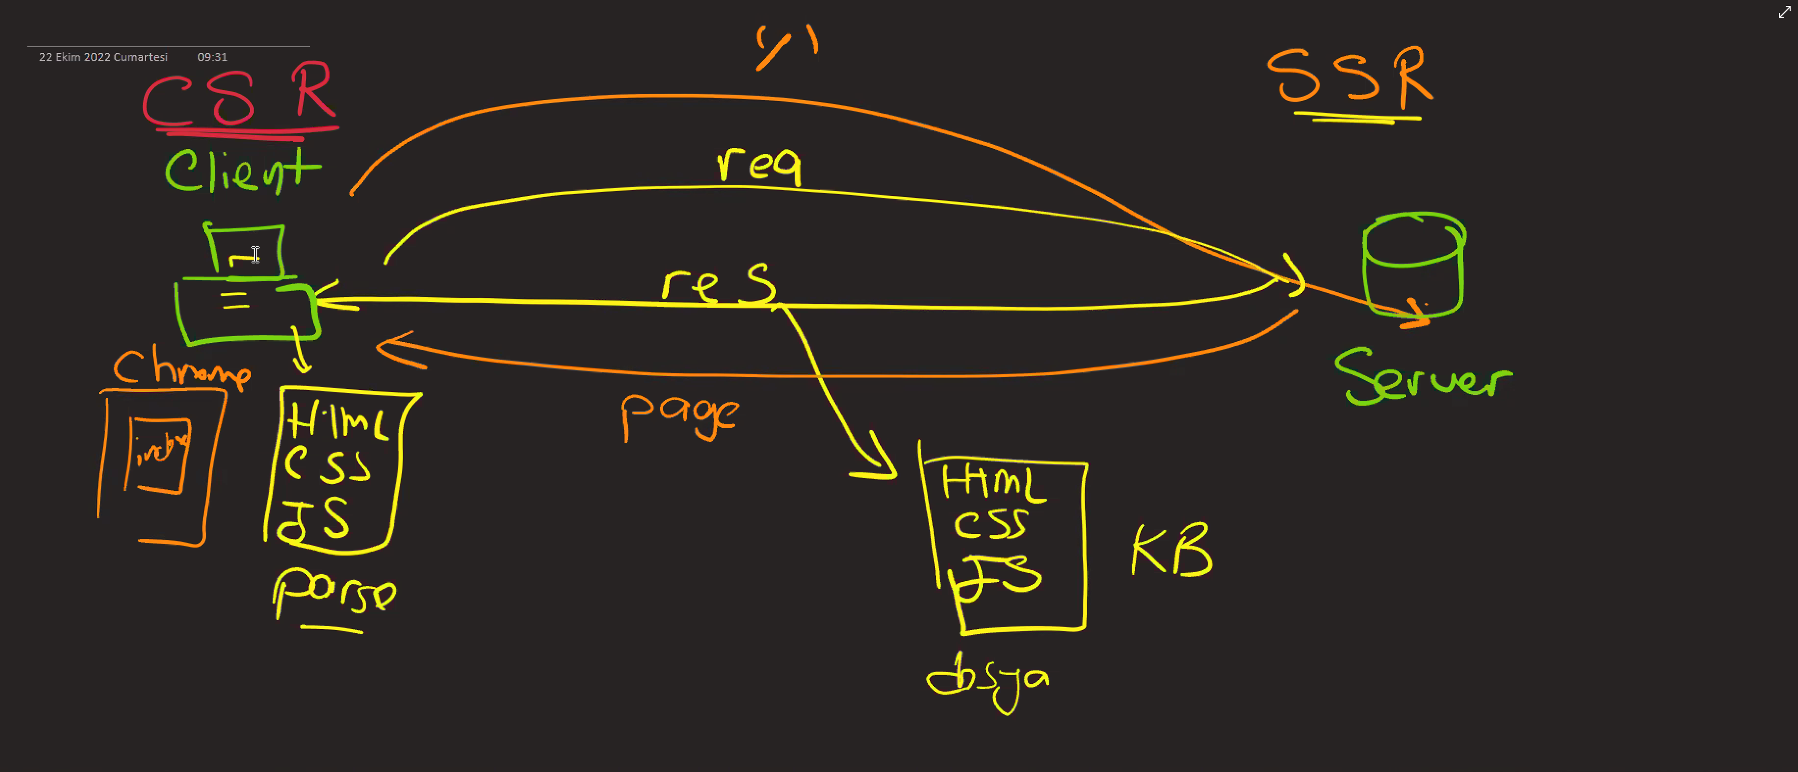 22 Ekim 2022 Cumartesi 09:31
CSR
SSR
Client
req
res
Server
Chrome
page
HTML
CSS
JS
parse
HTML
CSS
JS
KB
dosya